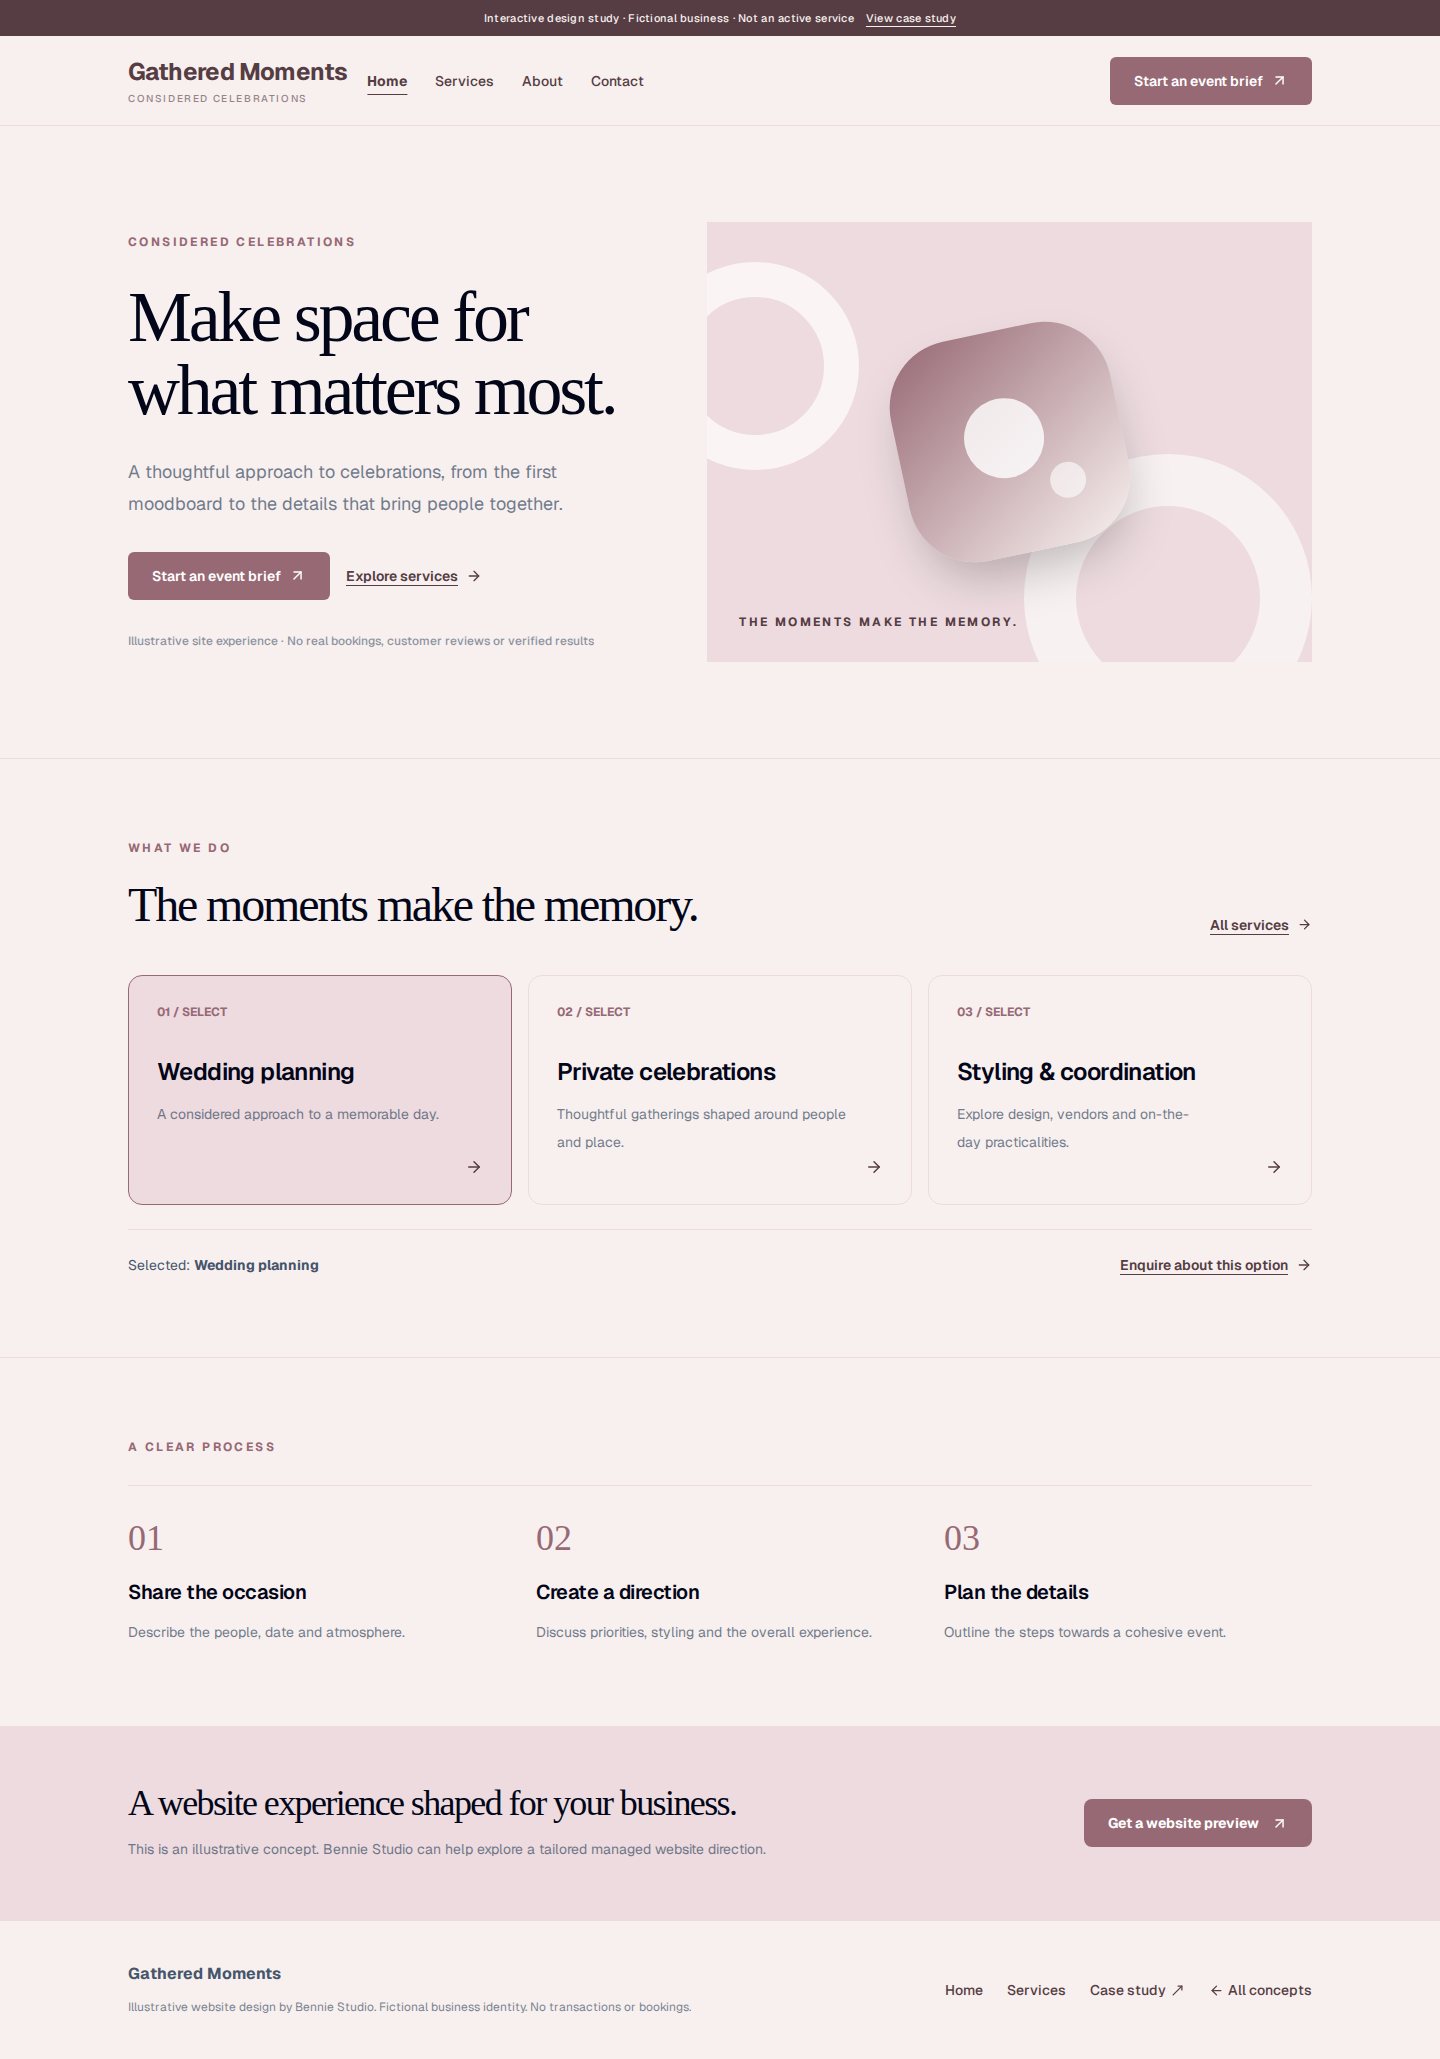 Interactive design study · Fictional business · Not an active service View case study
Gathered Moments
CONSIDERED CELEBRATIONS
Home Services About Contact
Start an event brief
CONSIDERED CELEBRATIONS
Make space for
what matters most.
A thoughtful approach to celebrations, from the first
moodboard to the details that bring people together.
Start an event brief
Explore services
Illustrative site experience · No real bookings, customer reviews or verified results
THE MOMENTS MAKE THE MEMORY.
WHAT WE DO
The moments make the memory.
All services
01 / SELECT
Wedding planning
A considered approach to a memorable day.
02 / SELECT
Private celebrations
Thoughtful gatherings shaped around people
and place.
03 / SELECT
Styling & coordination
Explore design, vendors and on-the-
day practicalities.
Selected: Wedding planning
Enquire about this option
A CLEAR PROCESS
01
Share the occasion
Describe the people, date and atmosphere.
02
Create a direction
Discuss priorities, styling and the overall experience.
03
Plan the details
Outline the steps towards a cohesive event.
A website experience shaped for your business.
This is an illustrative concept. Bennie Studio can help explore a tailored managed website direction.
Get a website preview
Gathered Moments
Illustrative website design by Bennie Studio. Fictional business identity. No transactions or bookings.
Home Services Case study ↗ ← All concepts